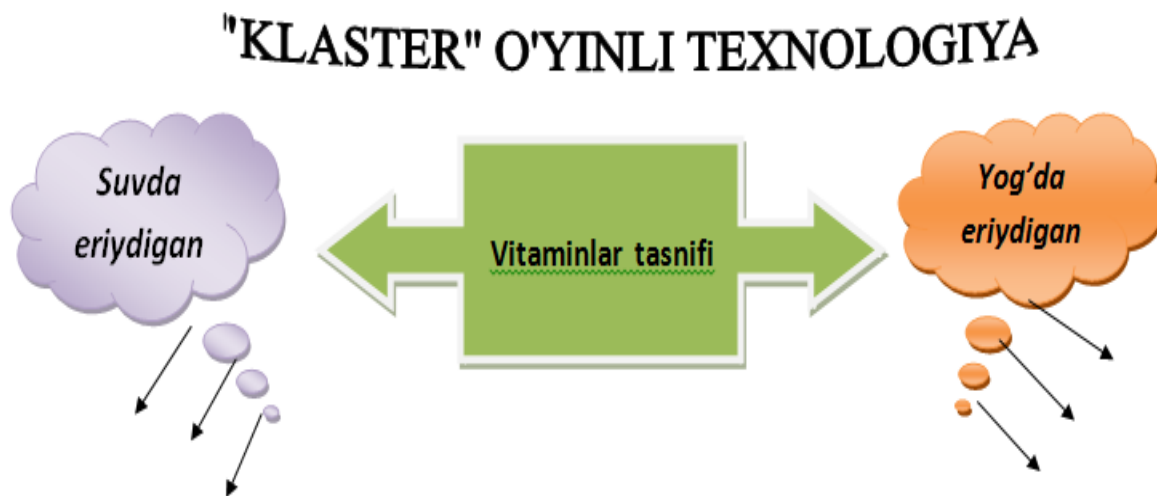 "KLASTER" O'YINLI TEXNOLOGIYA
Suvda
eriydigan
Vitaminlar tasnifi
Yog’da
eriydigan